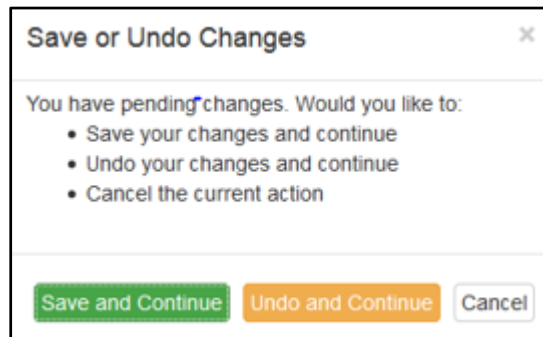 Save or Undo Changes ×
You have pending changes. Would you like to:
• Save your changes and continue
• Undo your changes and continue
• Cancel the current action
Save and Continue Undo and Continue Cancel